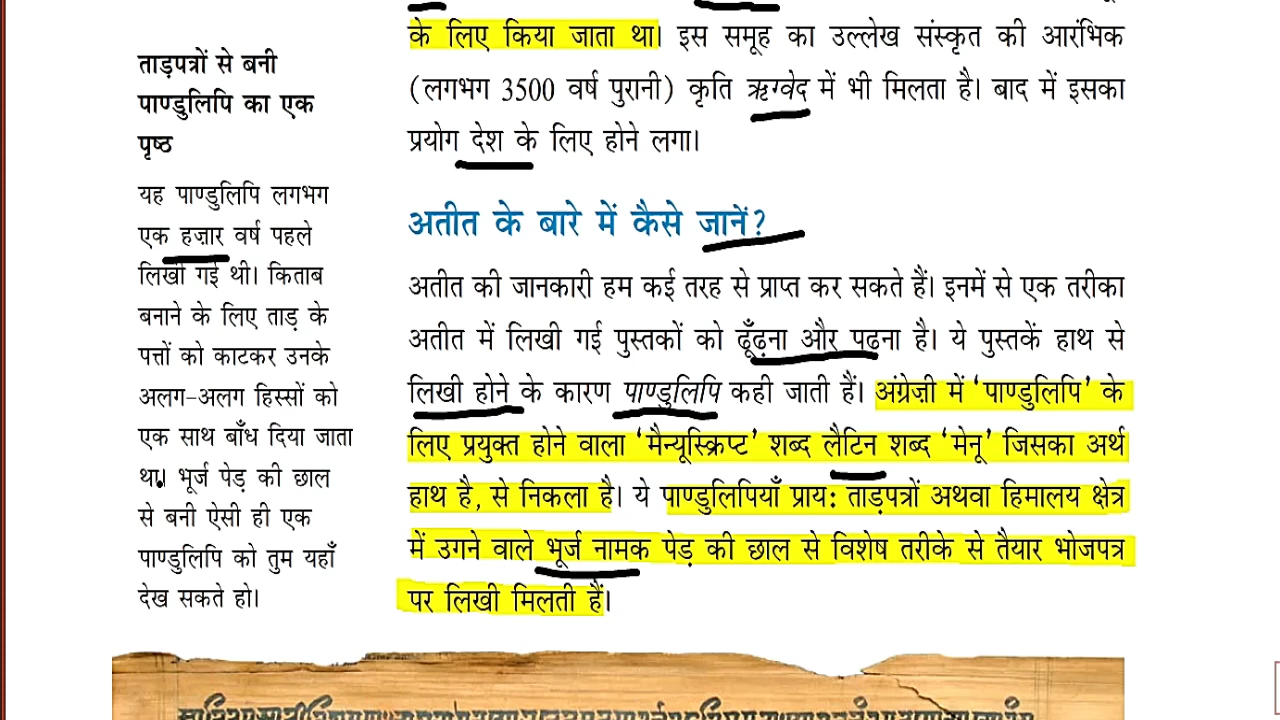 ताड़पत्रों से बनी
पाण्डुलिपि का एक
पृष्ठ
यह पाण्डुलिपि लगभग
एक हजार वर्ष पहले
लिखी गई थी। किताब
बनाने के लिए ताड़ के
पत्तों को काटकर उनके
अलग-अलग हिस्सों को
एक साथ बाँध दिया जाता
था। भूर्ज पेड़ की छाल
से बनी ऐसी ही एक
पाण्डुलिपि को तुम यहाँ
देख सकते हो।
के लिए किया जाता था। इस समूह का उल्लेख संस्कृत की आरंभिक
(लगभग 3500 वर्ष पुरानी) कृति ऋग्वेद में भी मिलता है। बाद में इसका
प्रयोग देश के लिए होने लगा।
अतीत के बारे में कैसे जानें?
अतीत की जानकारी हम कई तरह से प्राप्त कर सकते हैं। इनमें से एक तरीका
अतीत में लिखी गई पुस्तकों को ढूँढ़ना और पढ़ना है। ये पुस्तकें हाथ से
लिखी होने के कारण पाण्डुलिपि कही जाती हैं। अंग्रेज़ी में ‘पाण्डुलिपि’ के
लिए प्रयुक्त होने वाला ‘मैन्यूस्क्रिप्ट’ शब्द लैटिन शब्द ‘मेनू’ जिसका अर्थ
हाथ है, से निकला है। ये पाण्डुलिपियाँ प्राय: ताड़पत्रों अथवा हिमालय क्षेत्र
में उगने वाले भूर्ज नामक पेड़ की छाल से विशेष तरीके से तैयार भोजपत्र
पर लिखी मिलती हैं।